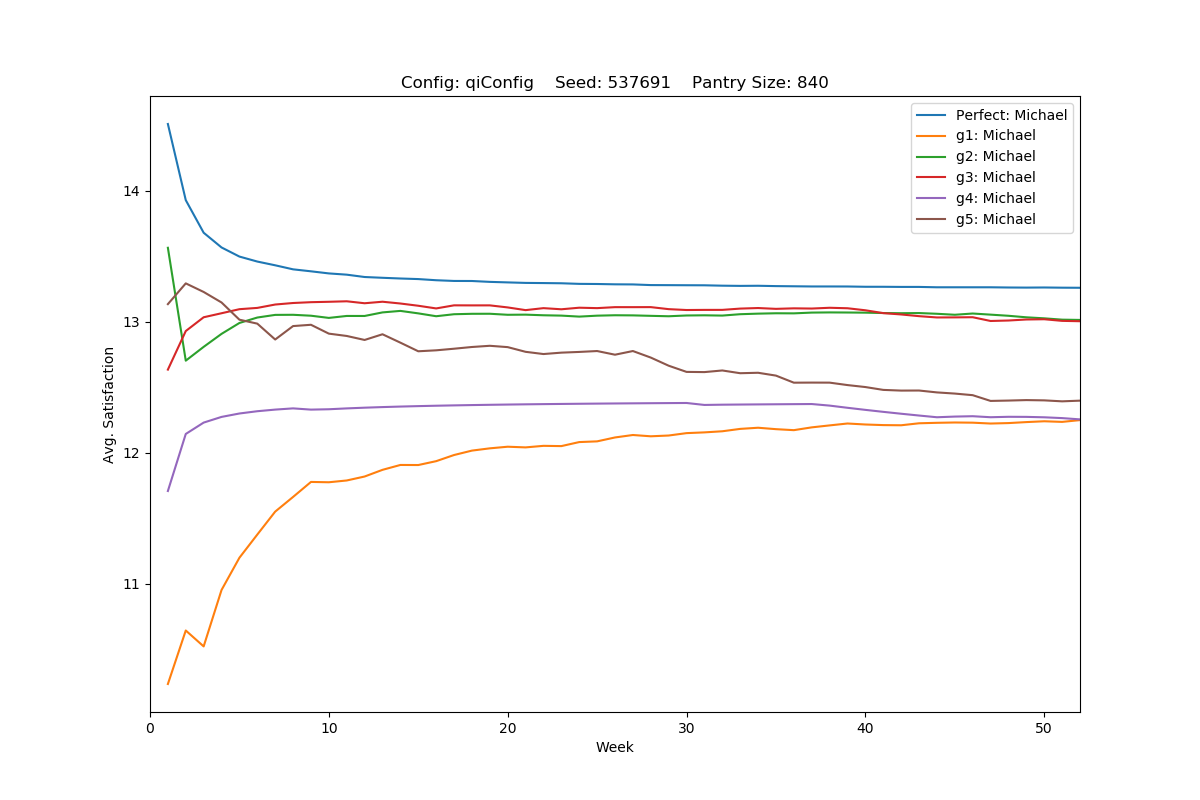 Config: qiConfig    Seed: 537691    Pantry Size: 840
Perfect: Michael
g1: Michael
g2: Michael
g3: Michael
g4: Michael
g5: Michael
Avg. Satisfaction
14
13
12
11
0 10 20 30 40 50
Week